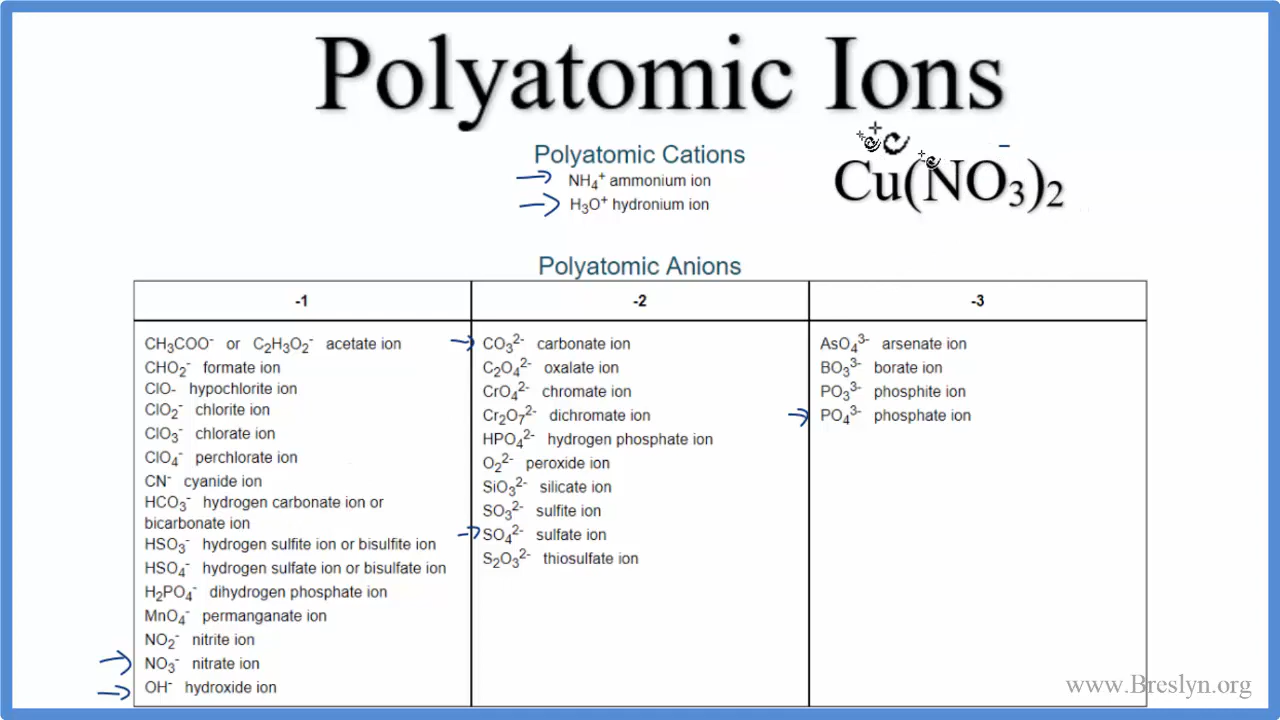 Polyatomic Ions
Polyatomic Cations
NH₄⁺ ammonium ion
H₃O⁺ hydronium ion
Cu(NO₃)₂
Polyatomic Anions
-1 -2 -3
CH₃COO⁻ or C₂H₃O₂⁻ acetate ion
CHO₂⁻ formate ion
ClO- hypochlorite ion
ClO₂⁻ chlorite ion
ClO₃⁻ chlorate ion
ClO₄⁻ perchlorate ion
CN⁻ cyanide ion
HCO₃⁻ hydrogen carbonate ion or
bicarbonate ion
HSO₃⁻ hydrogen sulfite ion or bisulfite ion
HSO₄⁻ hydrogen sulfate ion or bisulfate ion
H₂PO₄⁻ dihydrogen phosphate ion
MnO₄⁻ permanganate ion
NO₂⁻ nitrite ion
NO₃⁻ nitrate ion
OH⁻ hydroxide ion
CO₃²⁻ carbonate ion
C₂O₄²⁻ oxalate ion
CrO₄²⁻ chromate ion
Cr₂O₇²⁻ dichromate ion
HPO₄²⁻ hydrogen phosphate ion
O₂²⁻ peroxide ion
SiO₃²⁻ silicate ion
SO₃²⁻ sulfite ion
SO₄²⁻ sulfate ion
S₂O₃²⁻ thiosulfate ion
AsO₄³⁻ arsenate ion
BO₃³⁻ borate ion
PO₃³⁻ phosphite ion
PO₄³⁻ phosphate ion
www.Breslyn.org